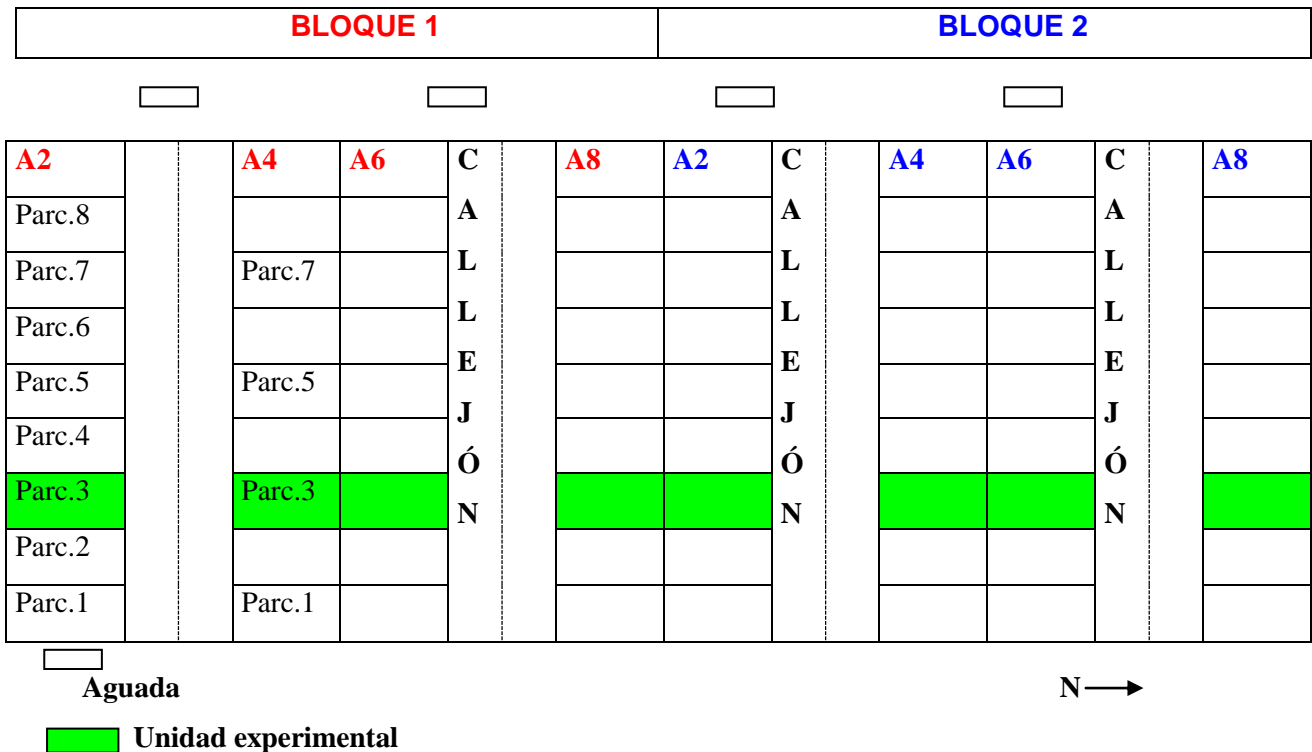 BLOQUE 1 BLOQUE 2
A2 A4 A6 C A8 A2 C A4 A6 C A8
Parc.8 A A A
Parc.7 Parc.7 L L L
Parc.6 L L L
Parc.5 Parc.5 E E E
J J J
Parc.4
Ó Ó Ó
Parc.3 Parc.3
N N N
Parc.2
Parc.1 Parc.1
Aguada N
Unidad experimental